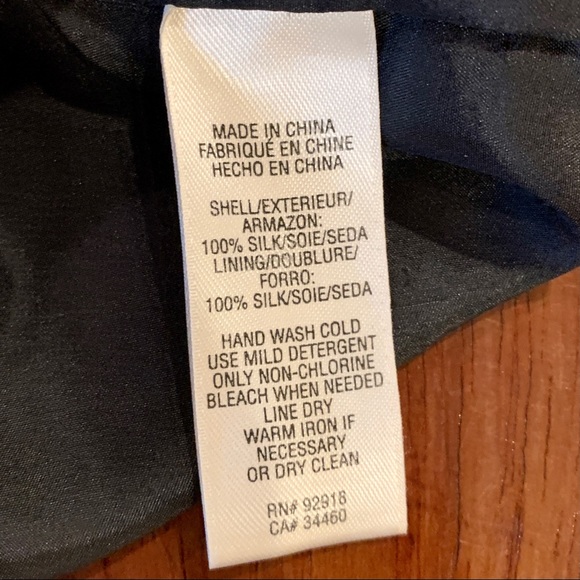 MADE IN CHINA
FABRIQUÉ EN CHINE
HECHO EN CHINA
SHELL/EXTERIEUR/
ARMAZON:
100% SILK/SOIE/SEDA
LINING/DOUBLURE/
FORRO:
100% SILK/SOIE/SEDA
HAND WASH COLD
USE MILD DETERGENT
ONLY NON-CHLORINE
BLEACH WHEN NEEDED
LINE DRY
WARM IRON IF
NECESSARY
OR DRY CLEAN
RN# 92918
CA# 34460